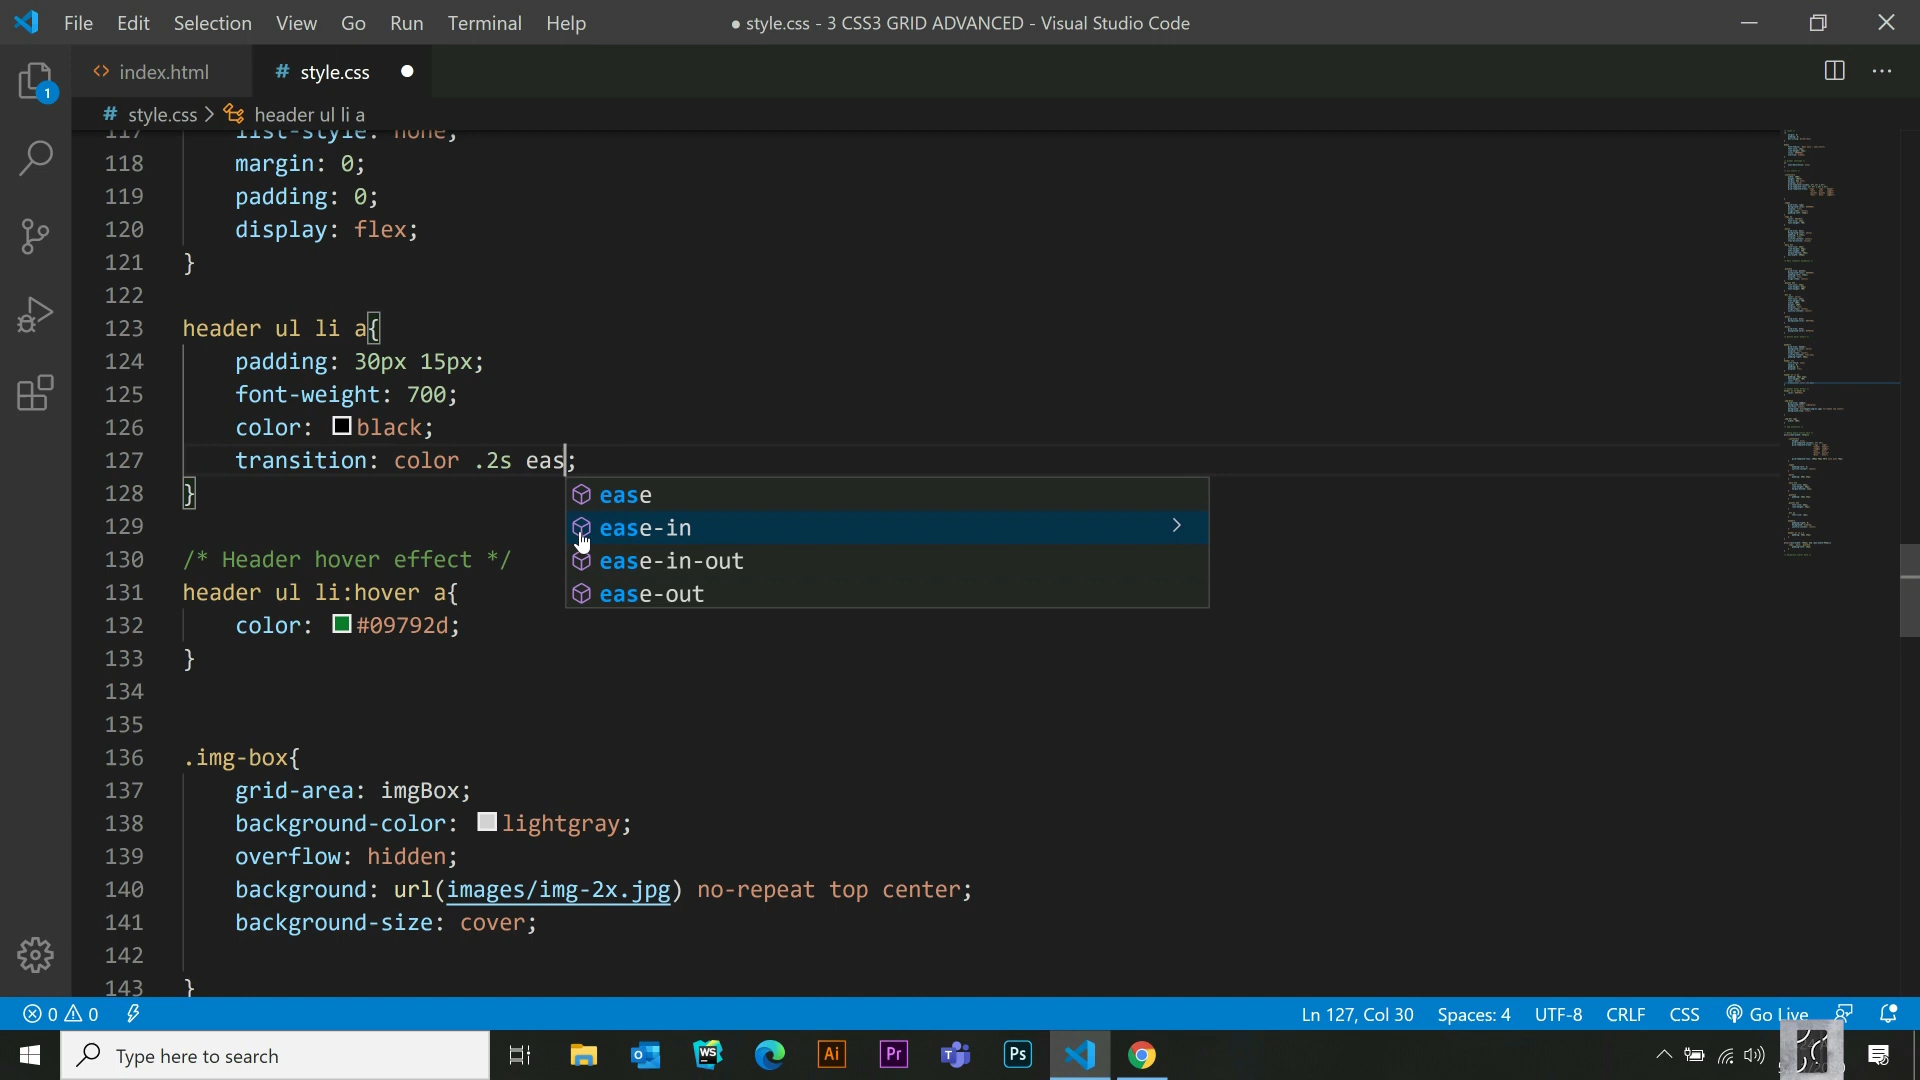 File Edit Selection View Go Run Terminal Help
● style.css - 3 CSS3 GRID ADVANCED - Visual Studio Code
1
<> index.html
# style.css ●
# style.css > header ul li a
117 list-style: none;
118 margin: 0;
119 padding: 0;
120 display: flex;
121 }
122
123 header ul li a{
124 padding: 30px 15px;
125 font-weight: 700;
126 color: black;
127 transition: color .2s eas;
128 }
ease
ease-in
ease-in-out
ease-out
129
130 /* Header hover effect */
131 header ul li:hover a{
132 color: #09792d;
133 }
134
135
136 .img-box{
137 grid-area: imgBox;
138 background-color: lightgray;
139 overflow: hidden;
140 background: url(images/img-2x.jpg) no-repeat top center;
141 background-size: cover;
142
143 }
0 0
Ln 127, Col 30 Spaces: 4 UTF-8 CRLF CSS Go Live
Type here to search
WS Ai Pr T Ps